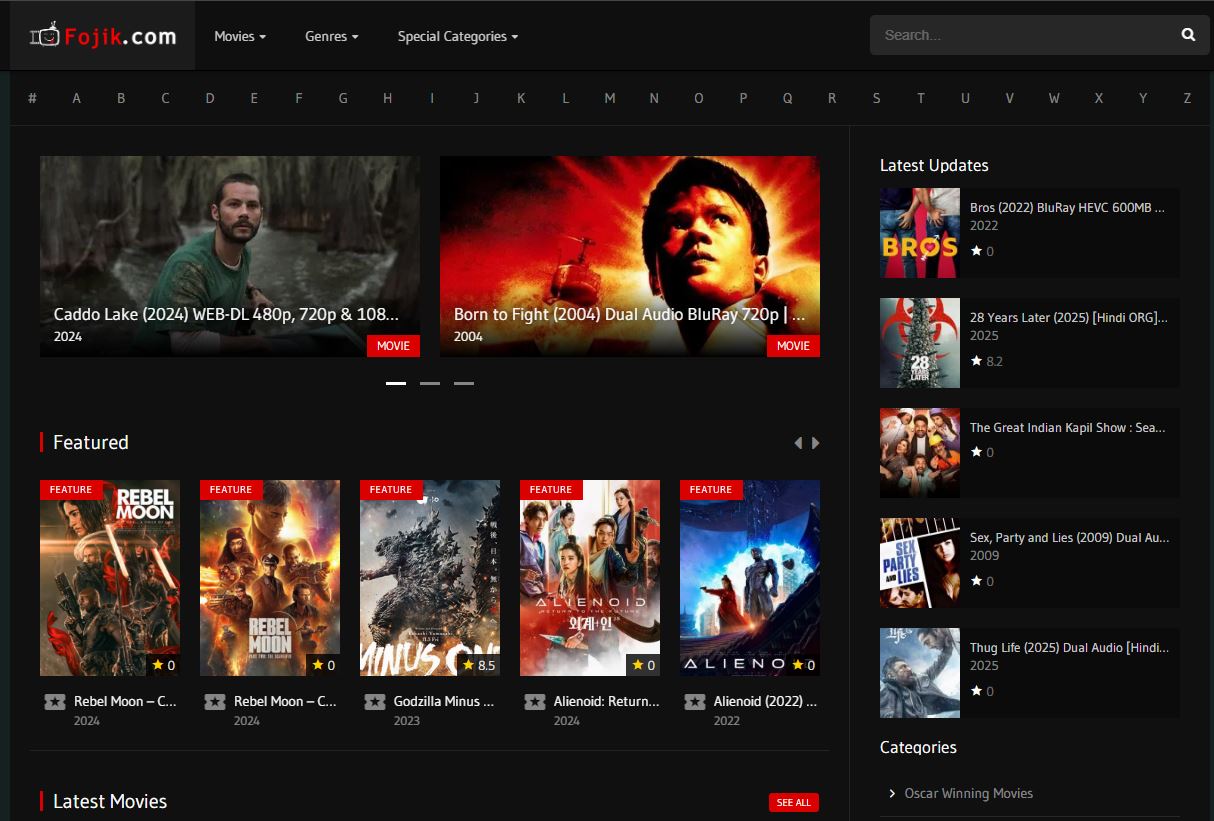 Fojik.com
Movies
Genres
Special Categories
Search...
# A B C D E F G H I J K L M N O P Q R S T U V W X Y Z
Caddo Lake (2024) WEB-DL 480p, 720p & 108...
2024
MOVIE
Born to Fight (2004) Dual Audio BluRay 720p | ...
2004
MOVIE
Featured
FEATURE
REBEL
MOON
0
Rebel Moon – C...
2024
FEATURE
REBEL
MOON
0
Rebel Moon – C...
2024
FEATURE
戦後、日本。
MINUS ON
8.5
Godzilla Minus ...
2023
FEATURE
ALIENOID
RETURN TO THE FUTURE
외계+인
0
Alienoid: Return...
2024
FEATURE
ALIENO
0
Alienoid (2022) ...
2022
Latest Movies
SEE ALL
Latest Updates
BROS
Bros (2022) BluRay HEVC 600MB ...
2022
0
28
YEARS
LATER
28 Years Later (2025) [Hindi ORG]...
2025
8.2
The Great Indian Kapil Show : Sea...
0
SEX
PARTY
AND LIES
Sex, Party and Lies (2009) Dual Au...
2009
0
Thug Life (2025) Dual Audio [Hindi...
2025
0
Categories
Oscar Winning Movies